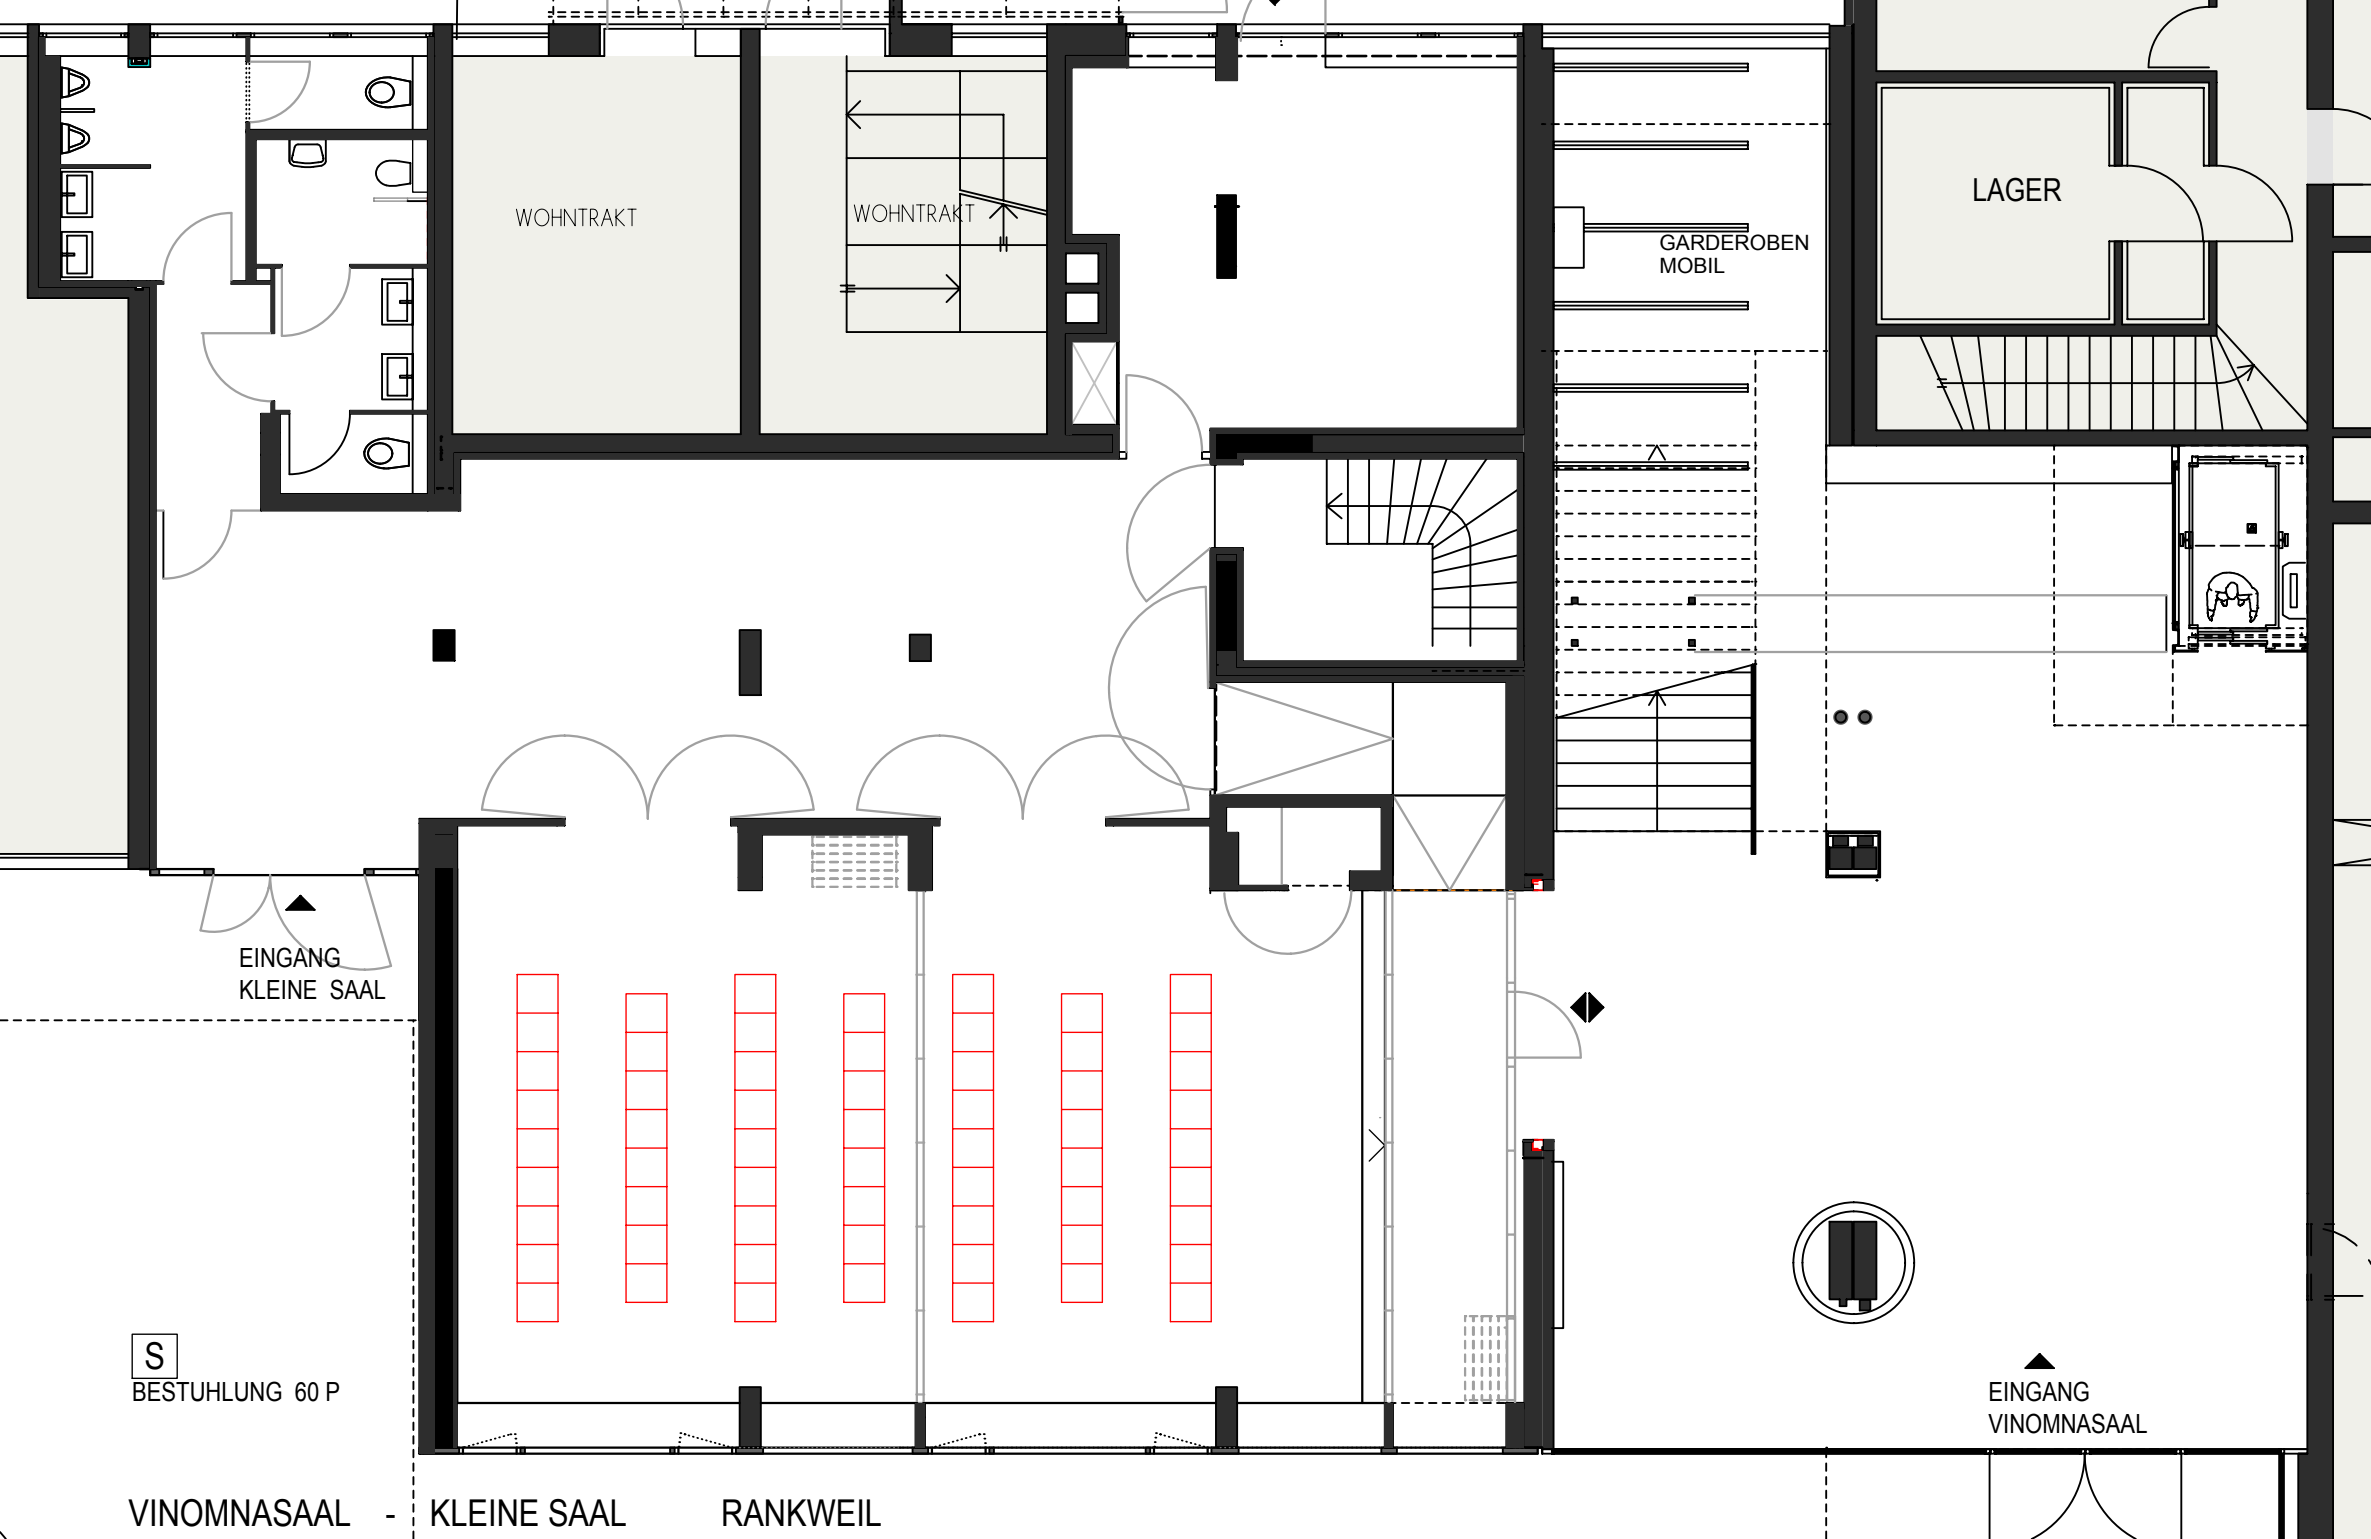 LAGER
WOHNTRAKT
WOHNTRAKT
GARDEROBEN
MOBIL
EINGANG
KLEINE SAAL
S
BESTUHLUNG 60 P
EINGANG
VINOMNASAAL
VINOMNASAAL - KLEINE SAAL RANKWEIL